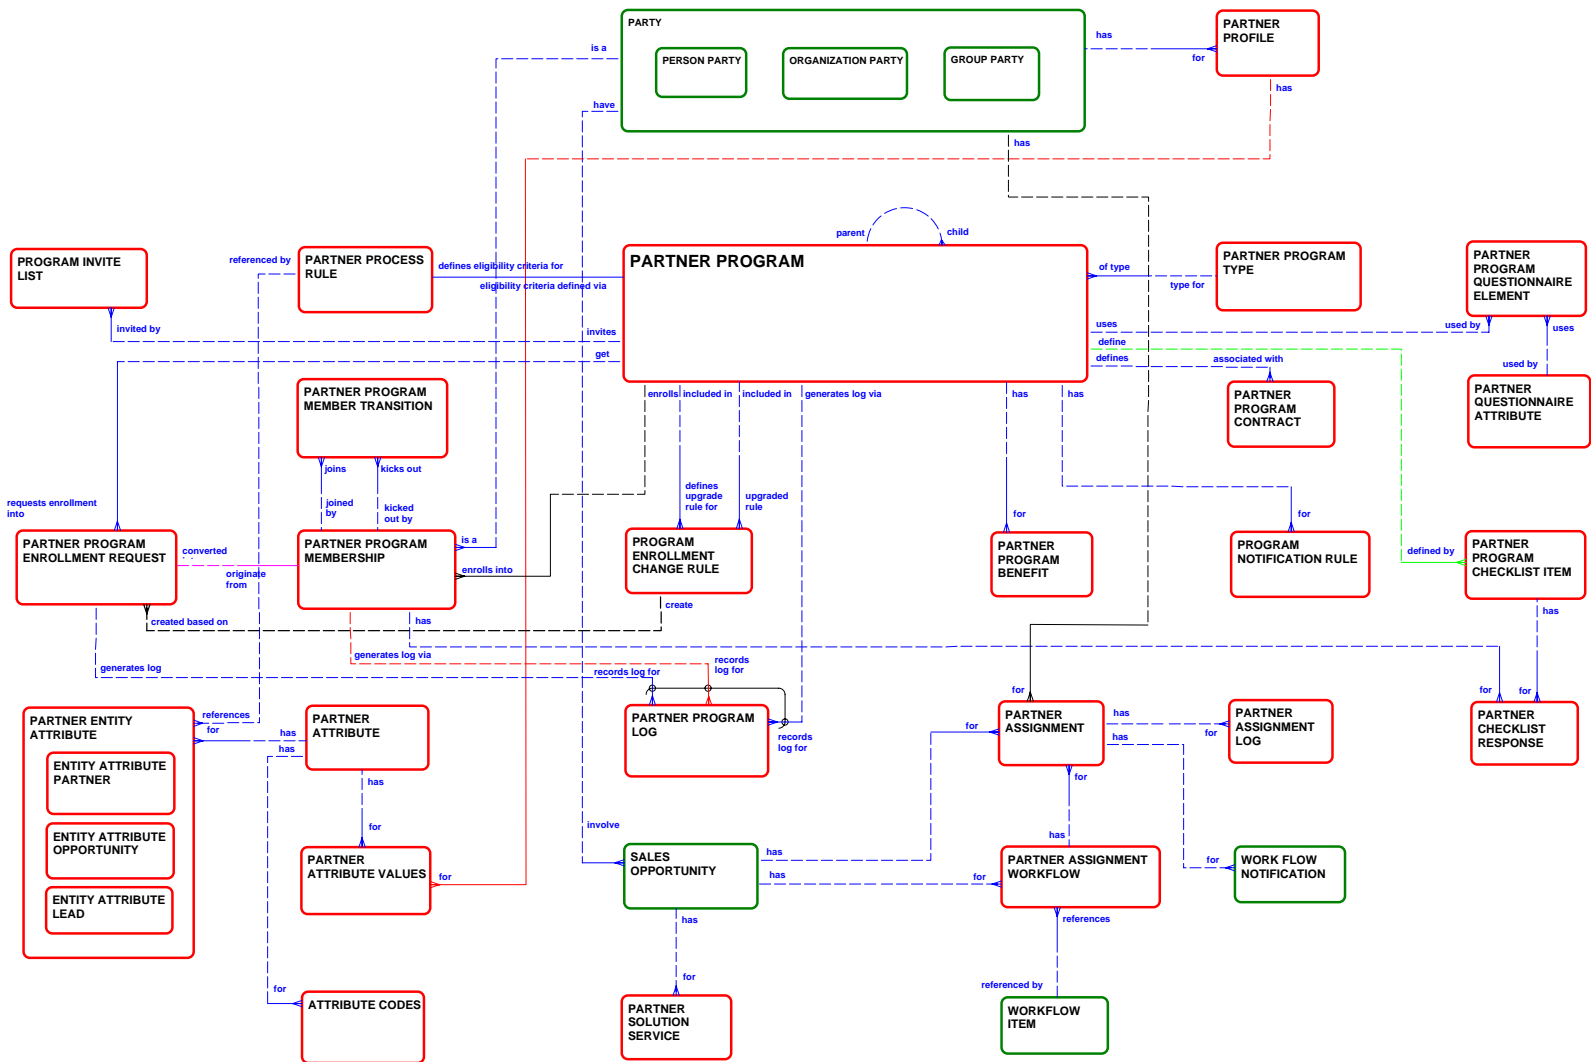 PARTY
PERSON PARTY
ORGANIZATION PARTY
GROUP PARTY
is a
have
has
has
for
PARTNER
PROFILE
has
parent
child
PROGRAM INVITE
LIST
referenced by
PARTNER PROCESS
RULE
defines eligibility criteria for
eligibility criteria defined via
PARTNER PROGRAM
of type
type for
PARTNER PROGRAM
TYPE
PARTNER
PROGRAM
QUESTIONNAIRE
ELEMENT
invited by
invites
get
uses
used by
uses
define
defines
associated with
used by
PARTNER PROGRAM
MEMBER TRANSITION
enrolls
included in
included in
generates log via
has
has
PARTNER
PROGRAM
CONTRACT
PARTNER
QUESTIONNAIRE
ATTRIBUTE
joins
kicks out
requests enrollment
into
joined
by
kicked
out by
defines
upgrade
rule for
upgraded
rule
for
for
PARTNER PROGRAM
ENROLLMENT REQUEST
converted
originate
from
PARTNER PROGRAM
MEMBERSHIP
is a
enrolls into
PROGRAM
ENROLLMENT
CHANGE RULE
PARTNER
PROGRAM
BENEFIT
PROGRAM
NOTIFICATION RULE
defined by
PARTNER
PROGRAM
CHECKLIST ITEM
created based on
has
create
has
generates log
generates log via
records log for
records
log for
for
for
for
PARTNER ENTITY
ATTRIBUTE
references
for
has
has
PARTNER
ATTRIBUTE
PARTNER PROGRAM
LOG
records
log for
for
PARTNER
ASSIGNMENT
has
for
has
PARTNER
ASSIGNMENT
LOG
PARTNER
CHECKLIST
RESPONSE
ENTITY ATTRIBUTE
PARTNER
has
for
ENTITY ATTRIBUTE
OPPORTUNITY
for
involve
has
PARTNER
ATTRIBUTE VALUES
for
SALES
OPPORTUNITY
has
has
for
PARTNER ASSIGNMENT
WORKFLOW
for
WORK FLOW
NOTIFICATION
ENTITY ATTRIBUTE
LEAD
has
references
for
for
referenced by
ATTRIBUTE CODES
PARTNER
SOLUTION
SERVICE
WORKFLOW
ITEM